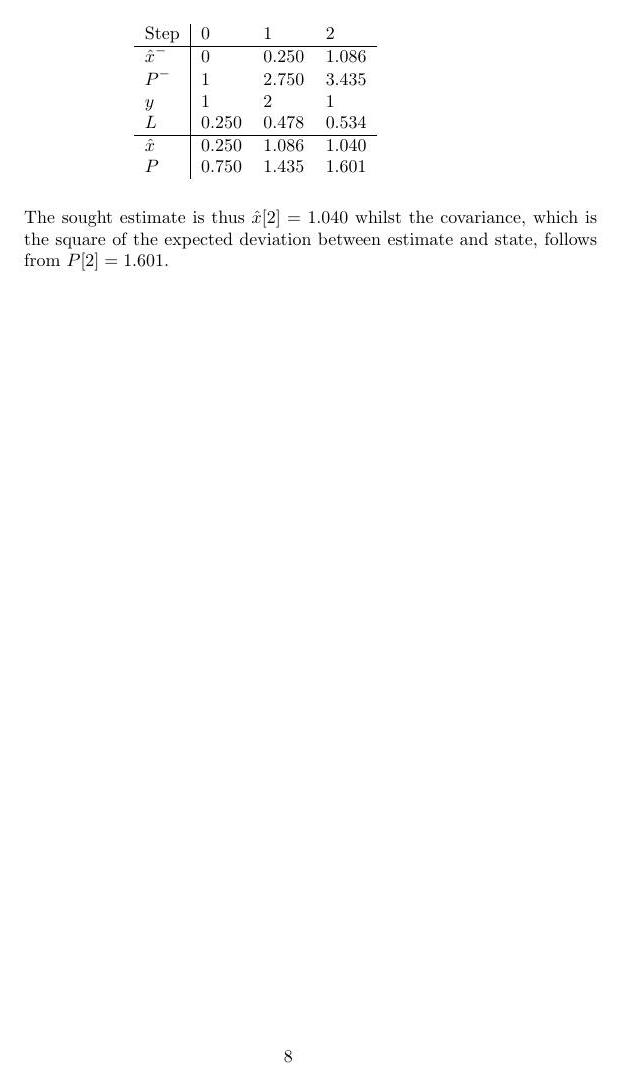 Step 0 1 2
x̂⁻ 0 0.250 1.086
P⁻ 1 2.750 3.435
y 1 2 1
L 0.250 0.478 0.534
x̂ 0.250 1.086 1.040
P 0.750 1.435 1.601
The sought estimate is thus x̂[2] = 1.040 whilst the covariance, which is
the square of the expected deviation between estimate and state, follows
from P[2] = 1.601.
8